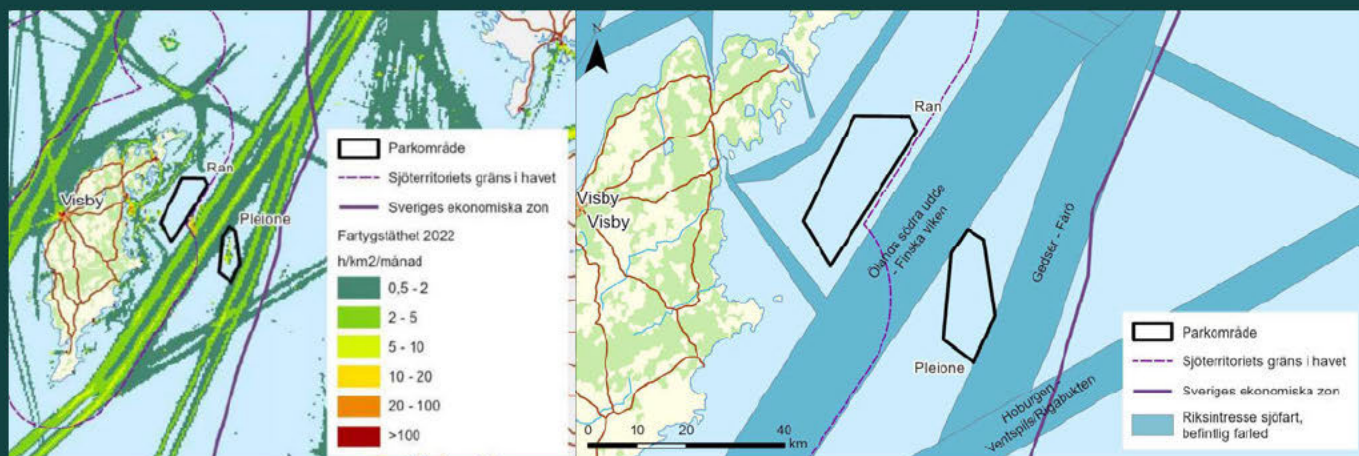 Ran
Visby
Pleione
Parkområde
Sjöterritoriets gräns i havet
Sveriges ekonomiska zon
Fartygstäthet 2022
h/km2/månad
0,5 - 2
2 - 5
5 - 10
10 - 20
20 - 100
>100
N
Ran
Visby
Visby
Ölands södra udde
- Finska viken
Gedser - Fårö
Pleione
Hoburgen -
Ventspils/Rigabukten
0 10 20 40
km
Parkområde
Sjöterritoriets gräns i havet
Sveriges ekonomiska zon
Riksintresse sjöfart,
befintlig farled